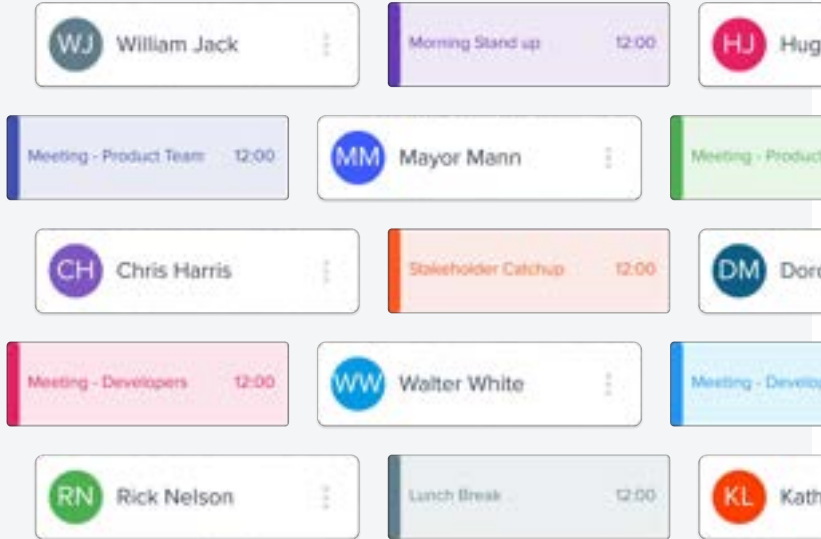 WJ William Jack Morning Stand up 12:00 HJ Hug
Meeting - Product Team 12:00 MM Mayor Mann Meeting - Product
CH Chris Harris Stakeholder Catchup 12:00 DM Doro
Meeting - Developers 12:00 WW Walter White Meeting - Develop
RN Rick Nelson Lunch Break 12:00 KL Kath